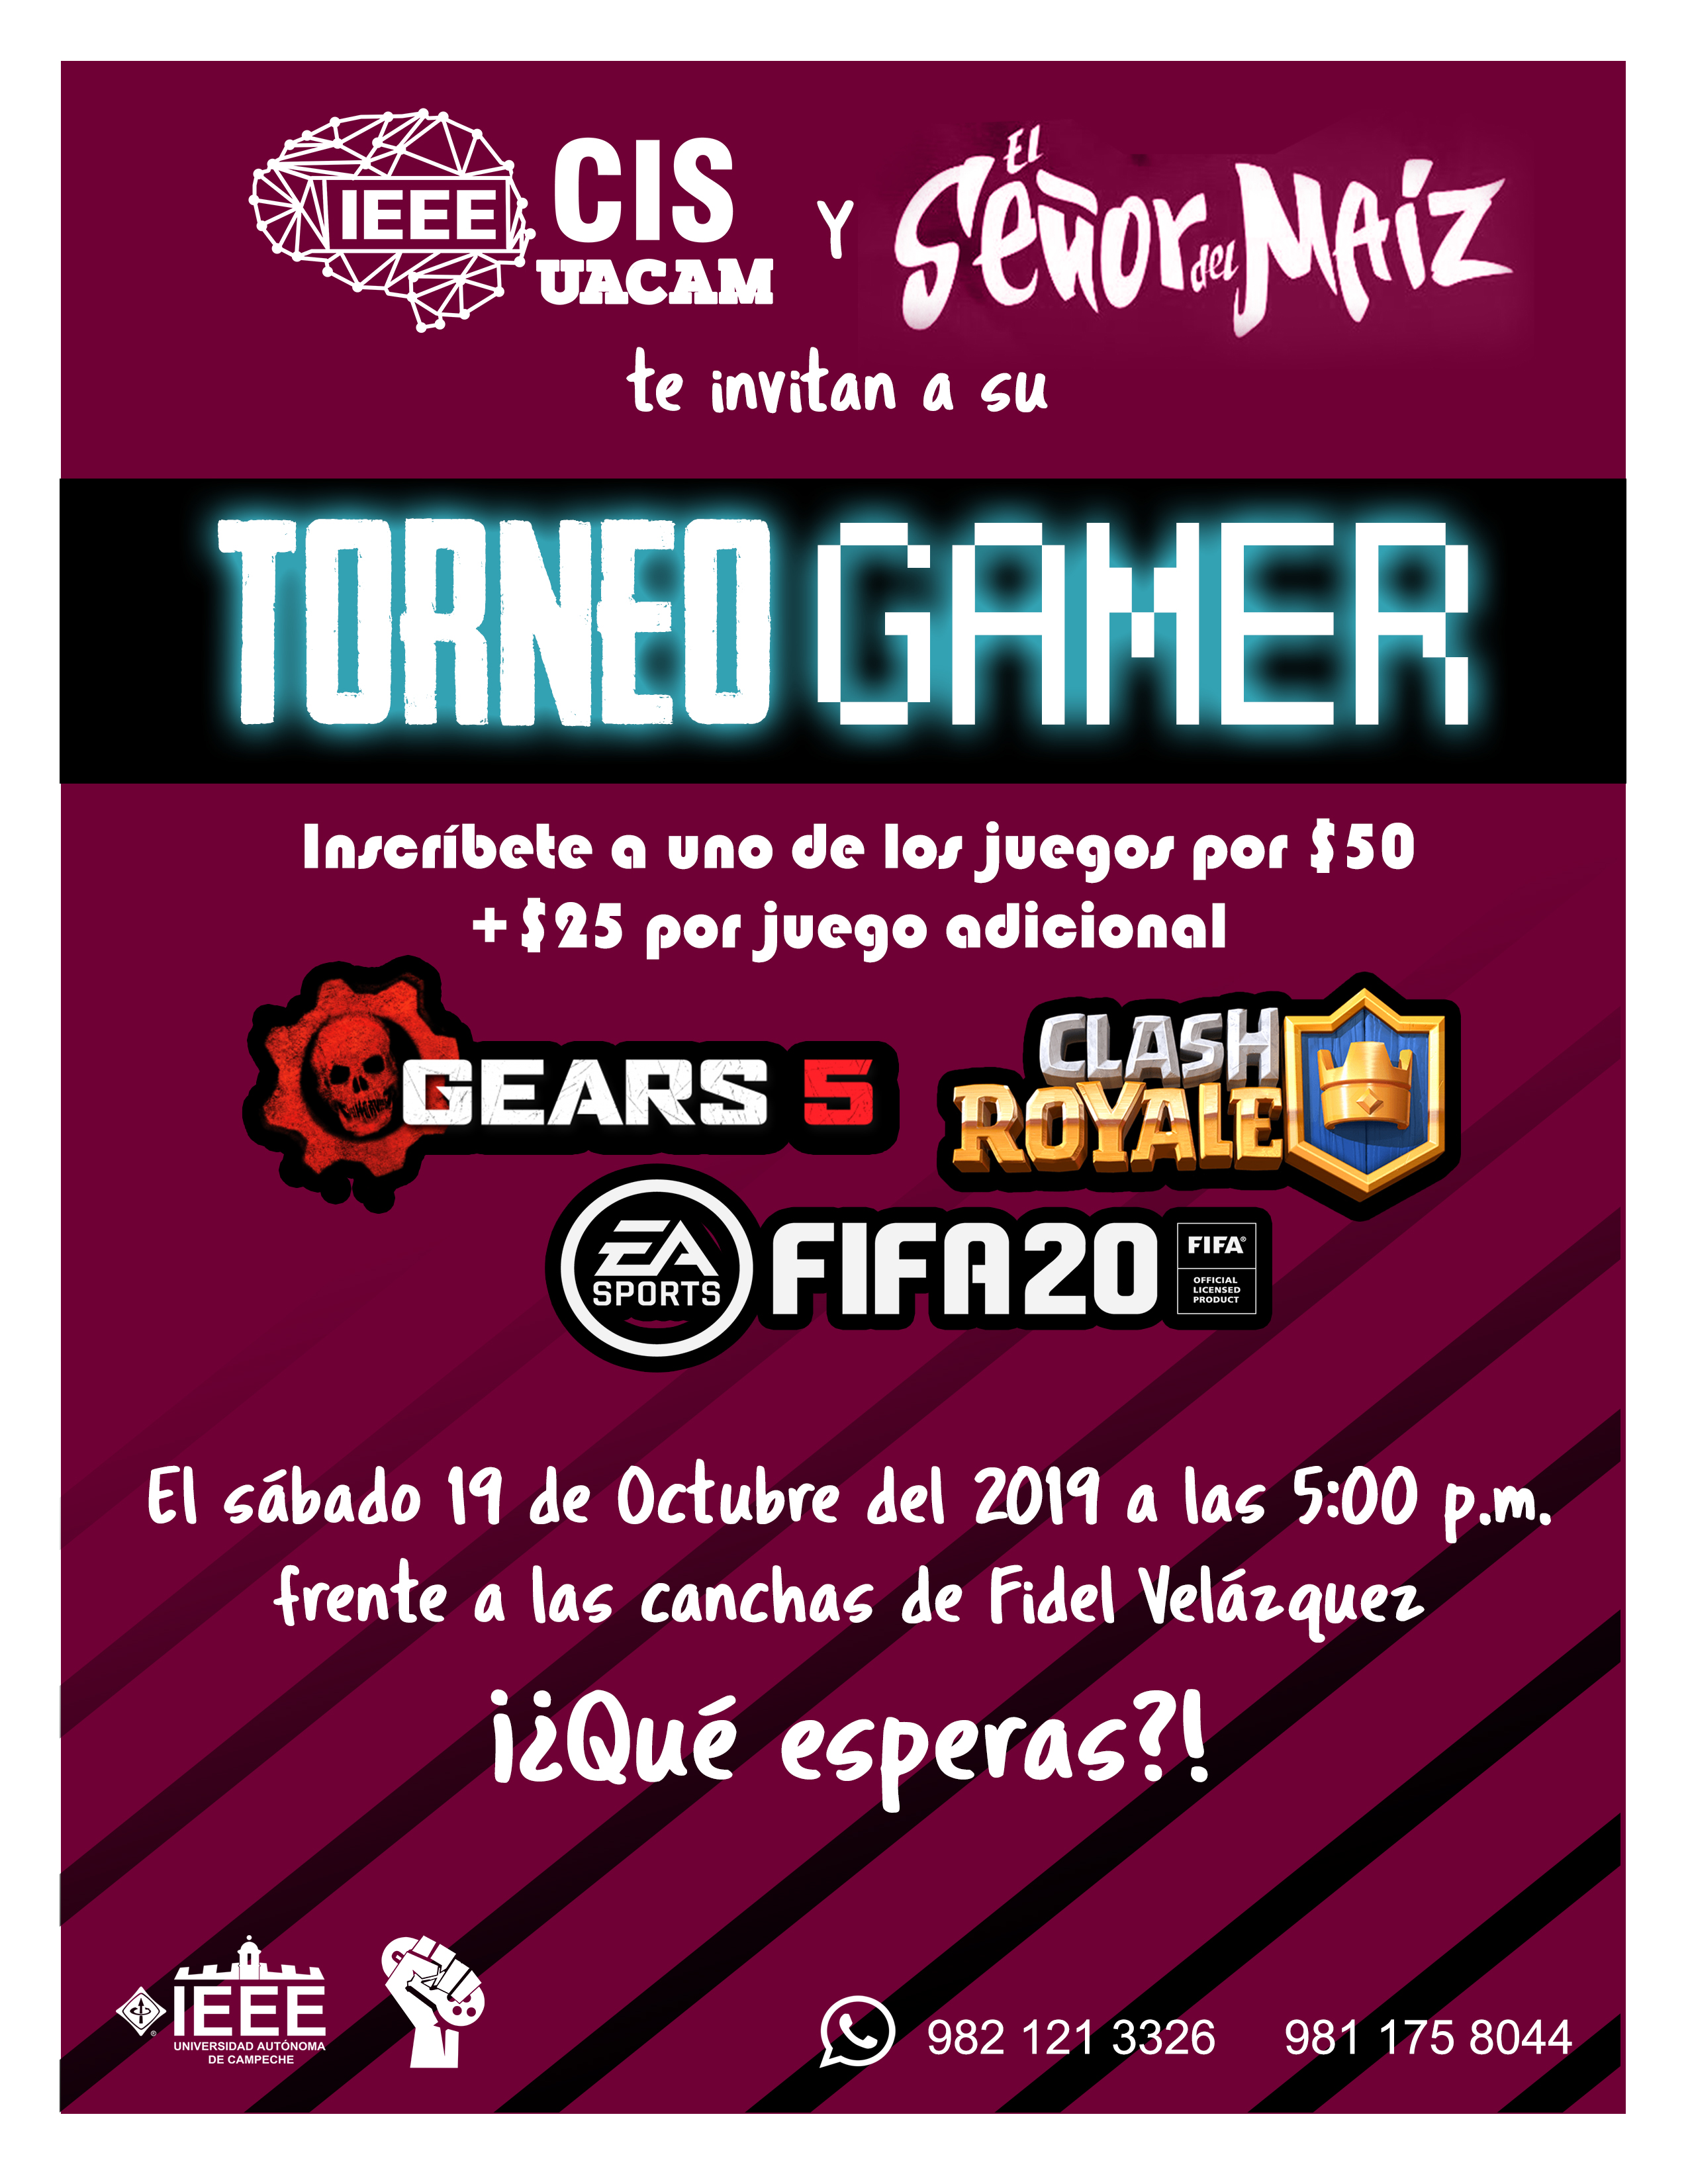 IEEE CIS UACAM Y El Señor del Maíz
te invitan a su
TORNEO GAMER
Inscríbete a uno de los juegos por $50
+$25 por juego adicional
GEARS 5
CLASH ROYALE
EA SPORTS FIFA20 FIFA® OFFICIAL LICENSED PRODUCT
El sábado 19 de Octubre del 2019 a las 5:00 p.m.
frente a las canchas de Fidel Velázquez
¡¿Qué esperas?!
IEEE ®
UNIVERSIDAD AUTÓNOMA
DE CAMPECHE
982 121 3326 981 175 8044